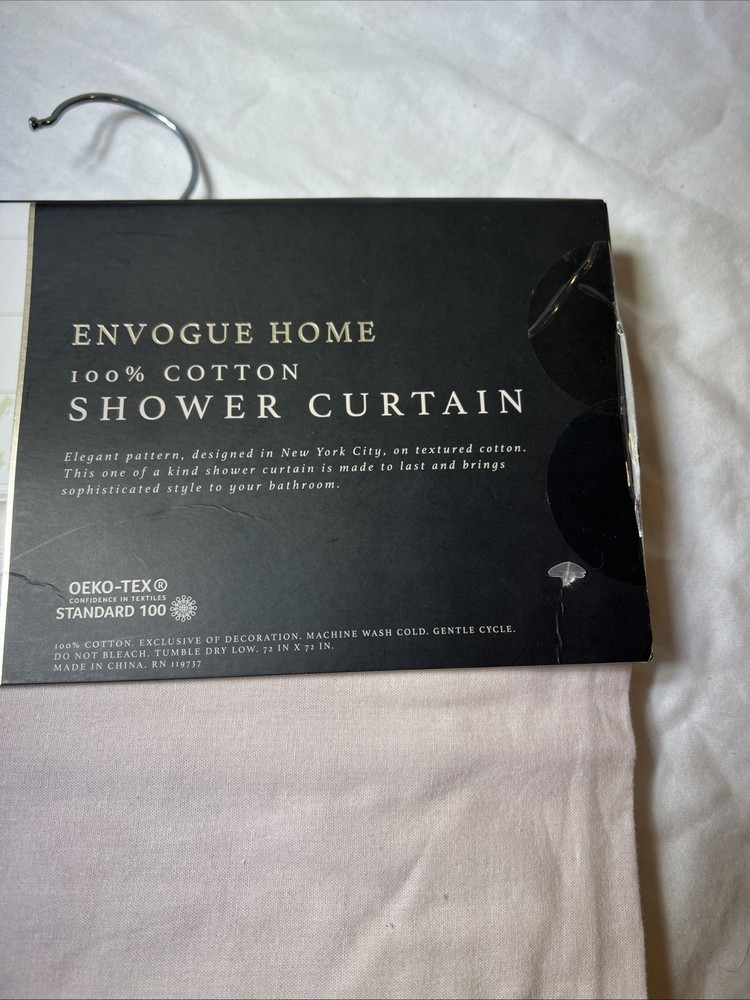 ENVOGUE HOME
100% COTTON
SHOWER CURTAIN
Elegant pattern, designed in New York City, on textured cotton.
This one of a kind shower curtain is made to last and brings
sophisticated style to your bathroom.
OEKO-TEX®
CONFIDENCE IN TEXTILES
STANDARD 100
100% COTTON. EXCLUSIVE OF DECORATION. MACHINE WASH COLD. GENTLE CYCLE.
DO NOT BLEACH. TUMBLE DRY LOW. 72 IN X 72 IN.
MADE IN CHINA. RN 119737